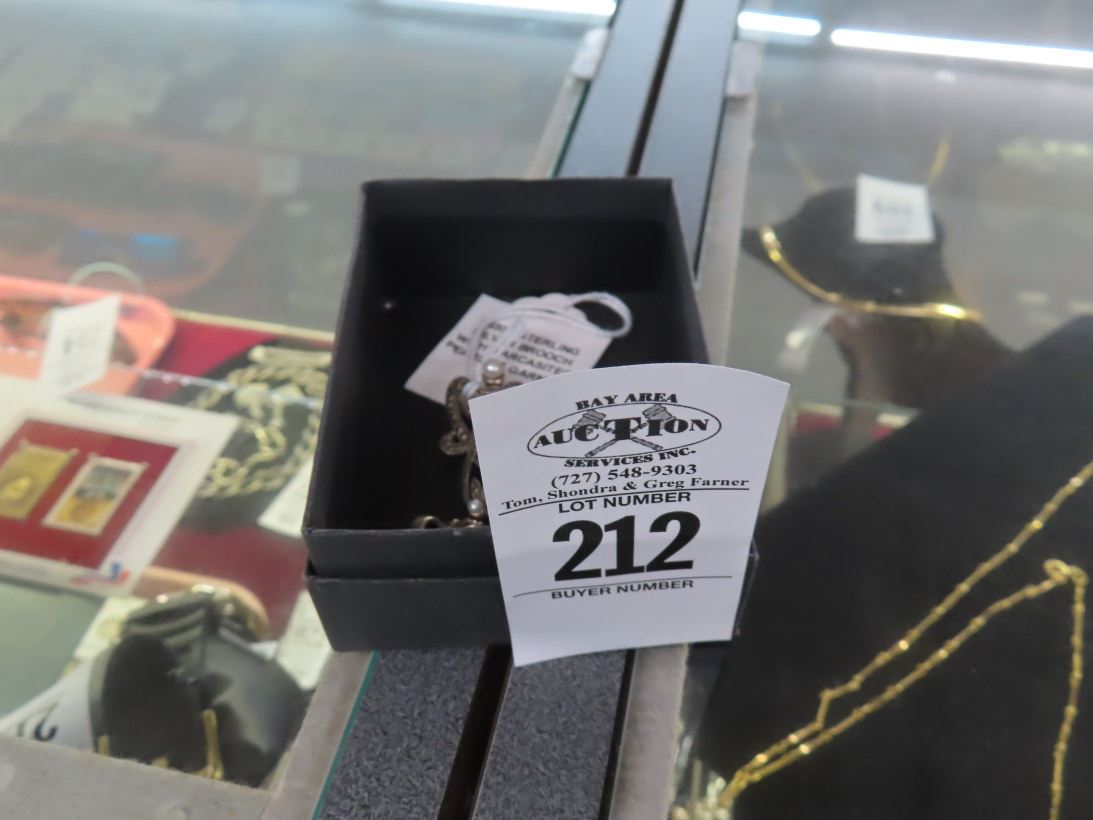 STERLING
BROOCH
GARN
BAY AREA
AUCTION
SERVICES INC.
(727) 548-9303
Tom, Shondra & Greg Farner
LOT NUMBER
212
BUYER NUMBER